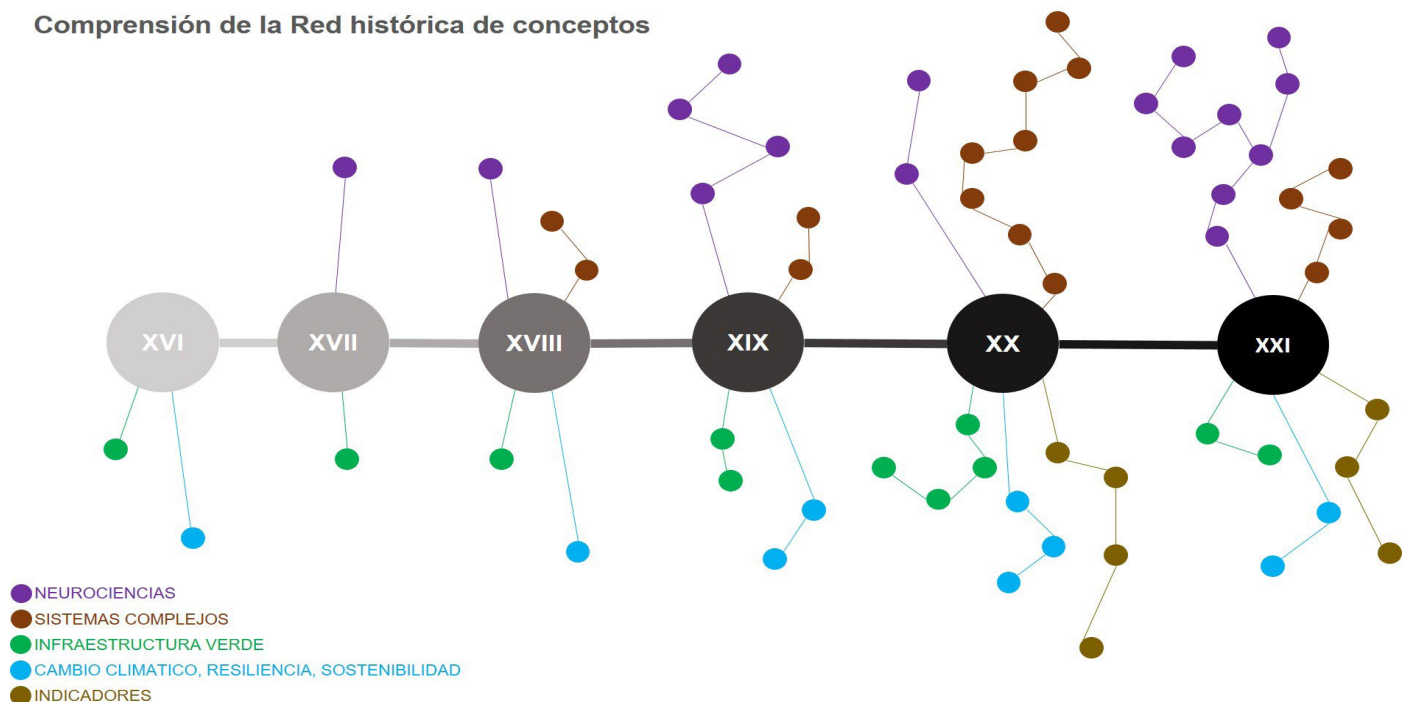 Comprensión de la Red histórica de conceptos
XVI
XVII
XVIII
XIX
XX
XXI
NEUROCIENCIAS
SISTEMAS COMPLEJOS
INFRAESTRUCTURA VERDE
CAMBIO CLIMATICO, RESILIENCIA, SOSTENIBILIDAD
INDICADORES